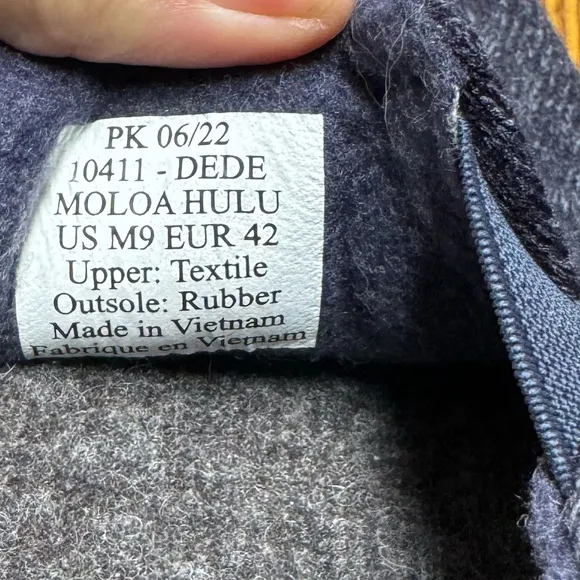 PK 06/22
10411 - DEDE
MOLOA HULU
US M9 EUR 42
Upper: Textile
Outsole: Rubber
Made in Vietnam
Fabrique en Vietnam